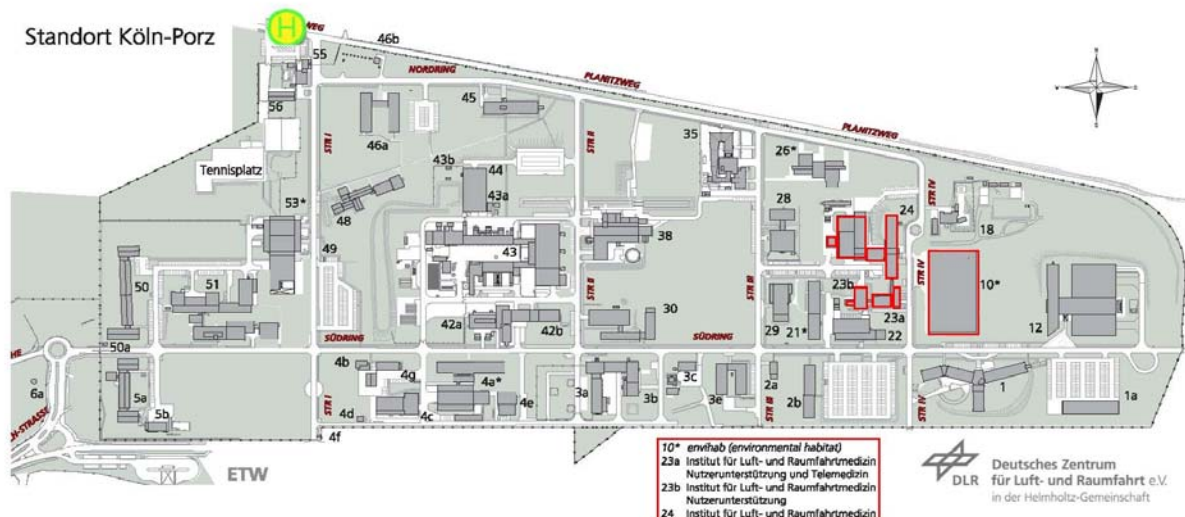 Standort Köln-Porz
H
WEG
55
46b
NORDRING
PLANITZWEG
56
STR I
46a
45
STR II
35
PLANITZWEG
Tennisplatz
43b
44
43a
26*
STR IV
53*
48
28
24
18
49
43
38
50
51
STR II
STR III
23b
STR IV
10*
42a
42b
30
29
21*
23a
22
12
50a
SÜDRING
SÜDRING
6a
5a
5b
STR I
4b
4g
4a*
4d
4c
4e
3a
3b
3c
3e
2a
STR III
2b
STR IV
1
1a
4f
ETW
10* envihab (environmental habitat)
23a Institut für Luft- und Raumfahrtmedizin
Nutzerunterstützung und Telemedizin
23b Institut für Luft- und Raumfahrtmedizin
Nutzerunterstützung
24 Institut für Luft- und Raumfahrtmedizin
DLR
Deutsches Zentrum
für Luft- und Raumfahrt e.V.
in der Helmholtz-Gemeinschaft